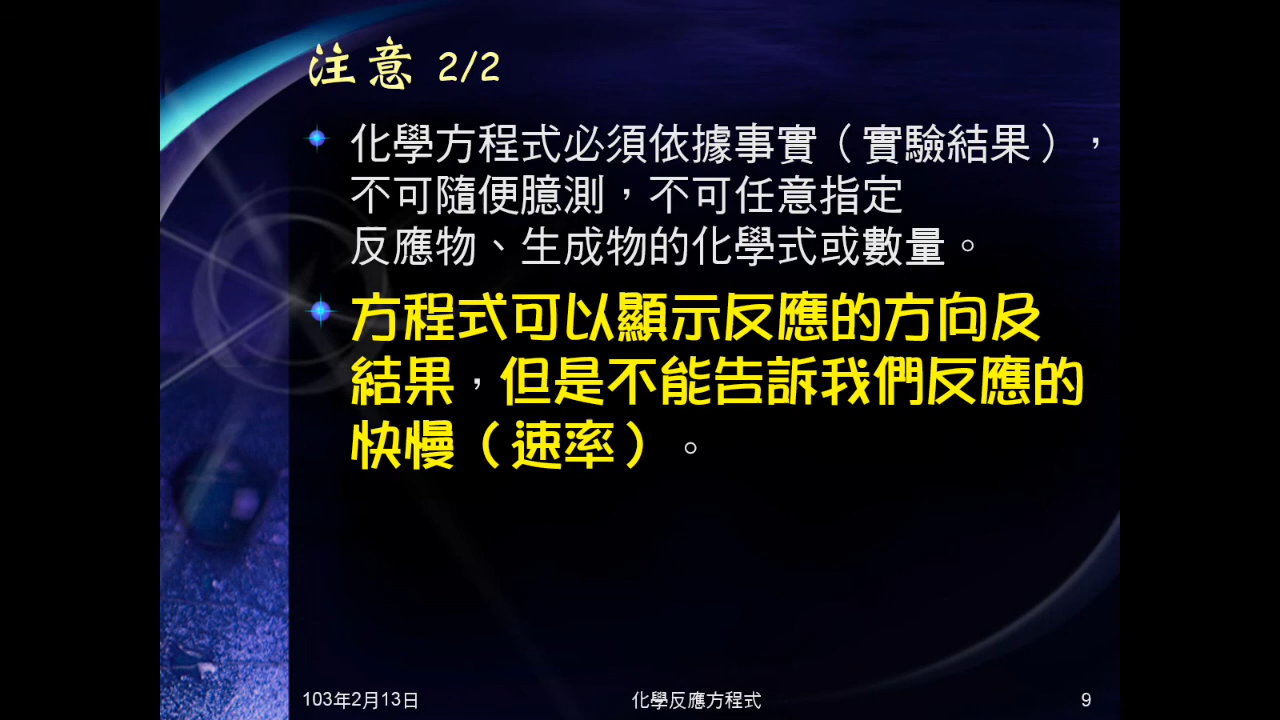 注意 2/2
化學方程式必須依據事實（實驗結果），
不可隨便臆測，不可任意指定
反應物、生成物的化學式或數量。
方程式可以顯示反應的方向及
結果，但是不能告訴我們反應的
快慢（速率）。
103年2月13日
化學反應方程式
9